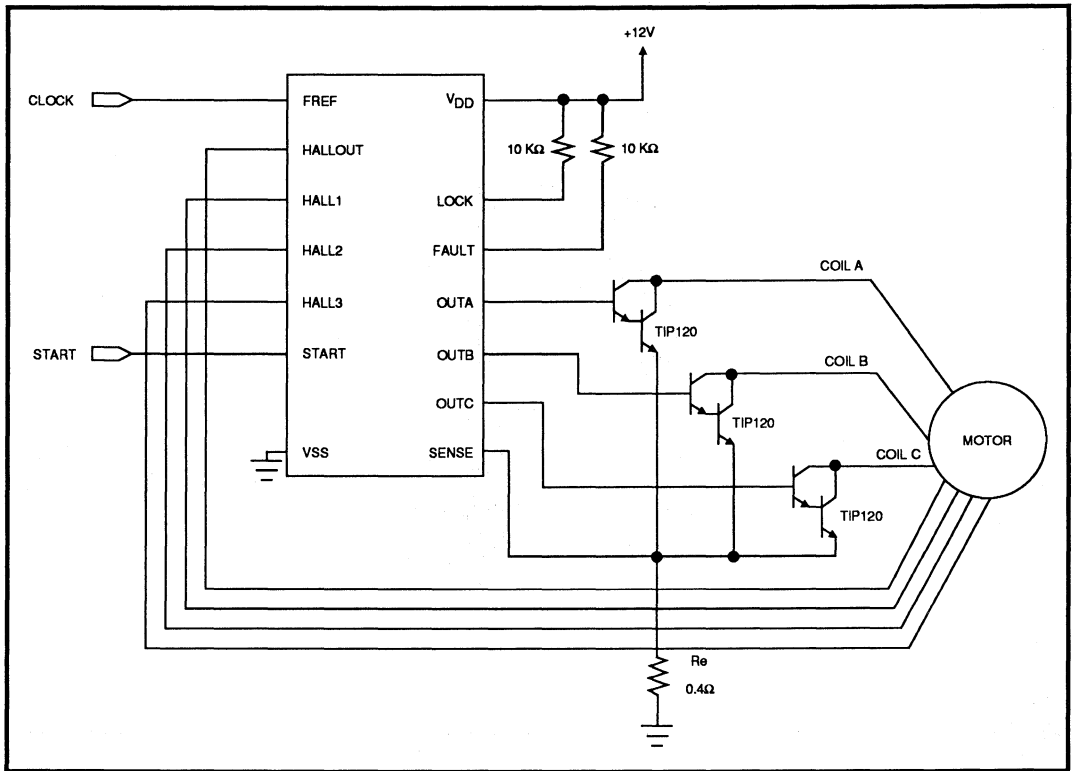 +12V
CLOCK
FREF
VDD
HALLOUT
10 KΩ
10 KΩ
HALL1
LOCK
HALL2
FAULT
COIL A
HALL3
OUTA
TIP120
START
START
OUTB
COIL B
OUTC
TIP120
MOTOR
VSS
SENSE
COIL C
TIP120
Re
0.4Ω